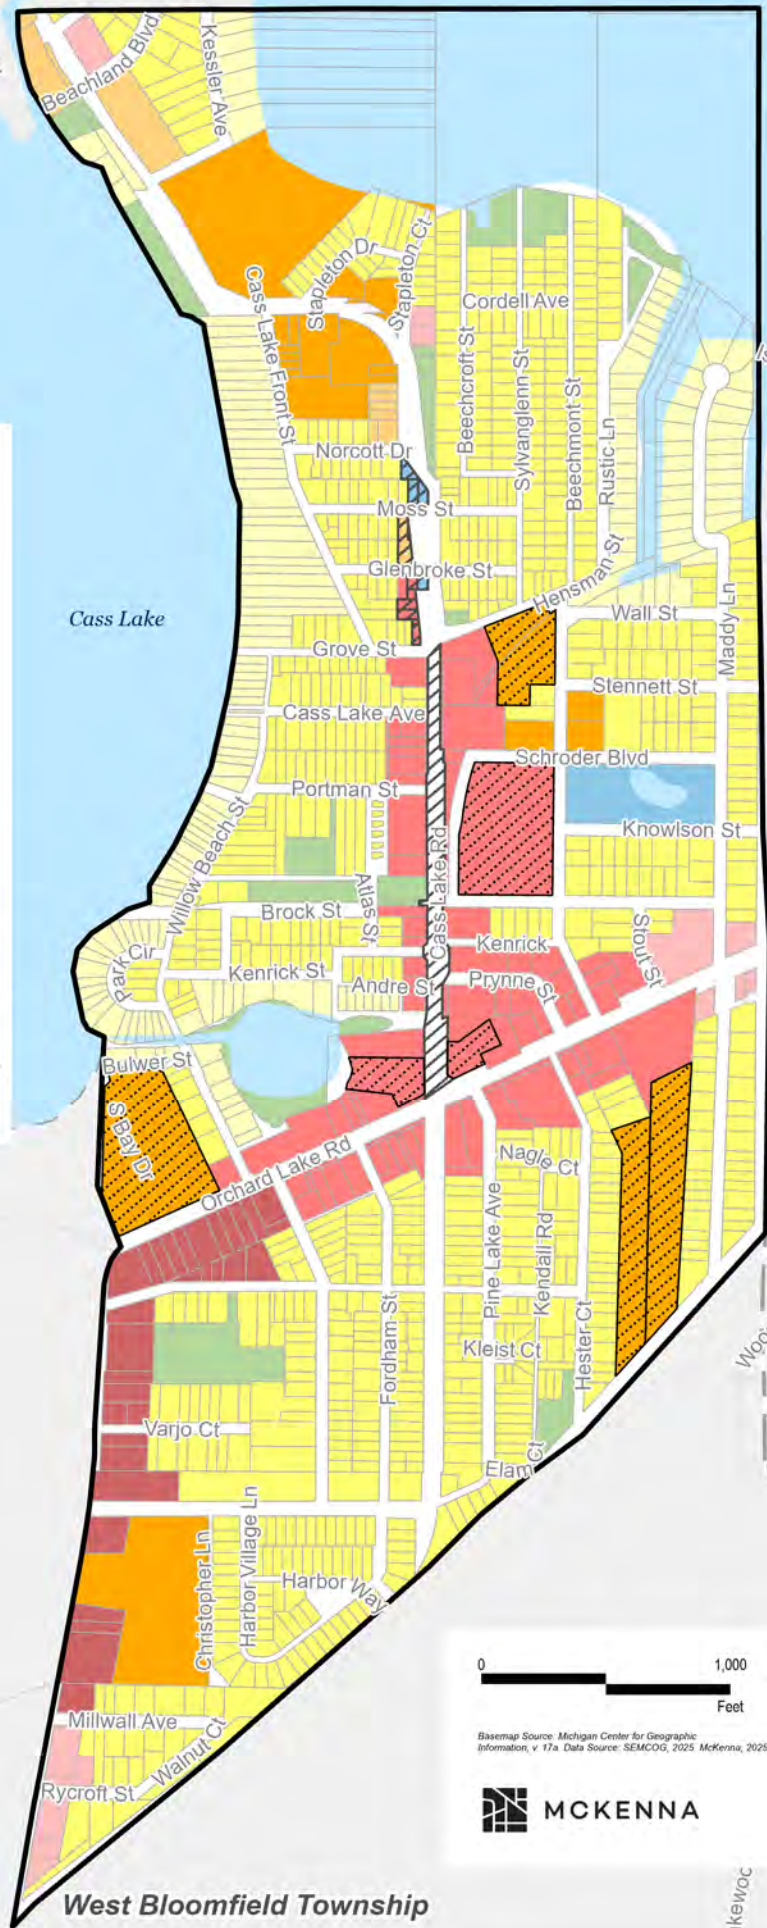 Beachland Blvd
Kessler Ave
Stapleton Dr
Stapleton Ct
Cass Lake Front St
Cordell Ave
Beechcroft St
Sylvanglenn St
Beechmont St
Rustic Ln
Norcott Dr
Moss St
Glenbroke St
Hensman St
Wall St
Maddy Ln
Cass Lake
Grove St
Stennett St
Cass Lake Ave
Schroder Blvd
Portman St
Knowlson St
Willow Beach St
Cass Lake Rd
Atlas St
Brock St
Kenrick
Stout St
Park Cir
Kenrick St
Andre St
Prynne St
Bulwer St
S Bay Dr
Orchard Lake Rd
Nagle Ct
Pine Lake Ave
Kendall Rd
Fordham St
Hester Ct
Kleist Ct
Woo
Varjo Ct
Elam Ct
Christopher Ln
Harbor Village Ln
Harbor Way
0 1,000
Feet
Millwall Ave
Walnut Ct
Rycroft St
Basemap Source: Michigan Center for Geographic
Information, v. 17a. Data Source: SEMCOG, 2025. McKenna, 2025
MCKENNA
West Bloomfield Township
kewoo